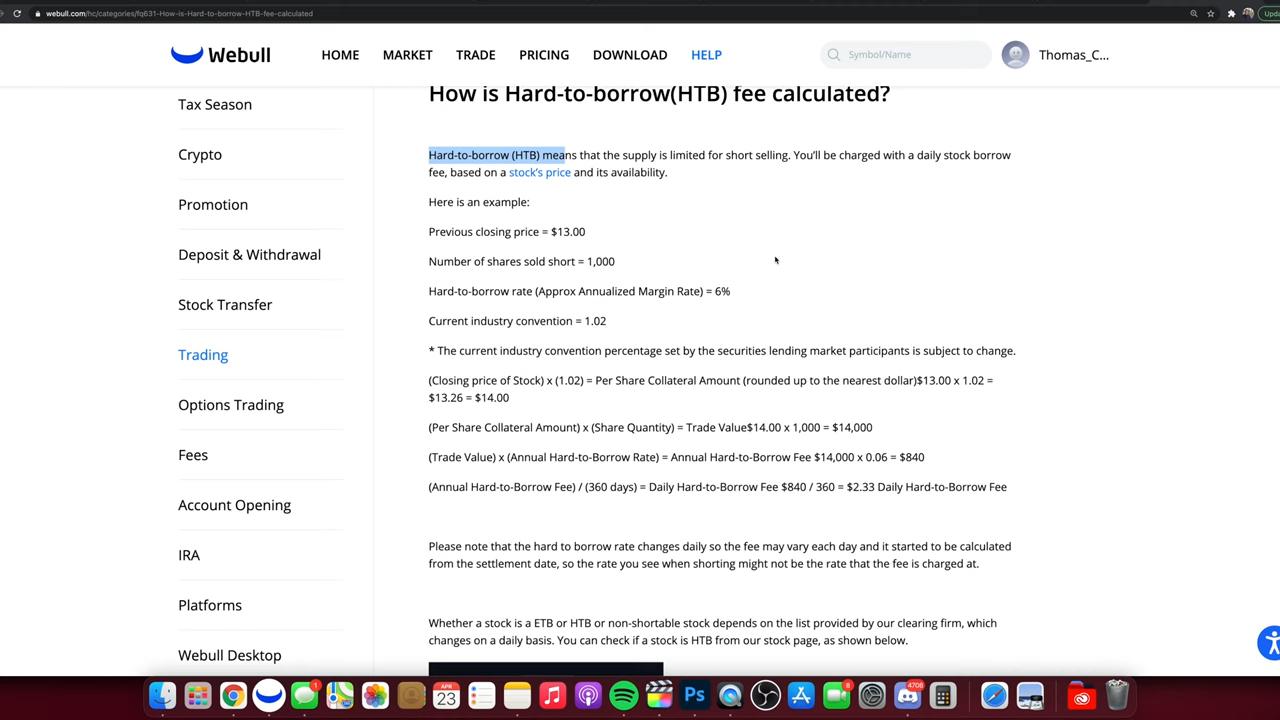 webull.com/hc/categories/fq631-How-is-Hard-to-borrow-HTB-fee-calculated
Webull
HOME MARKET TRADE PRICING DOWNLOAD HELP
Symbol/Name
Thomas_C...
Tax Season
Crypto
Promotion
Deposit & Withdrawal
Stock Transfer
Trading
Options Trading
Fees
Account Opening
IRA
Platforms
Webull Desktop
How is Hard-to-borrow(HTB) fee calculated?
Hard-to-borrow (HTB) means that the supply is limited for short selling. You'll be charged with a daily stock borrow
fee, based on a stock's price and its availability.
Here is an example:
Previous closing price = $13.00
Number of shares sold short = 1,000
Hard-to-borrow rate (Approx Annualized Margin Rate) = 6%
Current industry convention = 1.02
* The current industry convention percentage set by the securities lending market participants is subject to change.
(Closing price of Stock) x (1.02) = Per Share Collateral Amount (rounded up to the nearest dollar)$13.00 x 1.02 =
$13.26 = $14.00
(Per Share Collateral Amount) x (Share Quantity) = Trade Value$14.00 x 1,000 = $14,000
(Trade Value) x (Annual Hard-to-Borrow Rate) = Annual Hard-to-Borrow Fee $14,000 x 0.06 = $840
(Annual Hard-to-Borrow Fee) / (360 days) = Daily Hard-to-Borrow Fee $840 / 360 = $2.33 Daily Hard-to-Borrow Fee
Please note that the hard to borrow rate changes daily so the fee may vary each day and it started to be calculated
from the settlement date, so the rate you see when shorting might not be the rate that the fee is charged at.
Whether a stock is a ETB or HTB or non-shortable stock depends on the list provided by our clearing firm, which
changes on a daily basis. You can check if a stock is HTB from our stock page, as shown below.
1
APR
23
Ps
8
4708